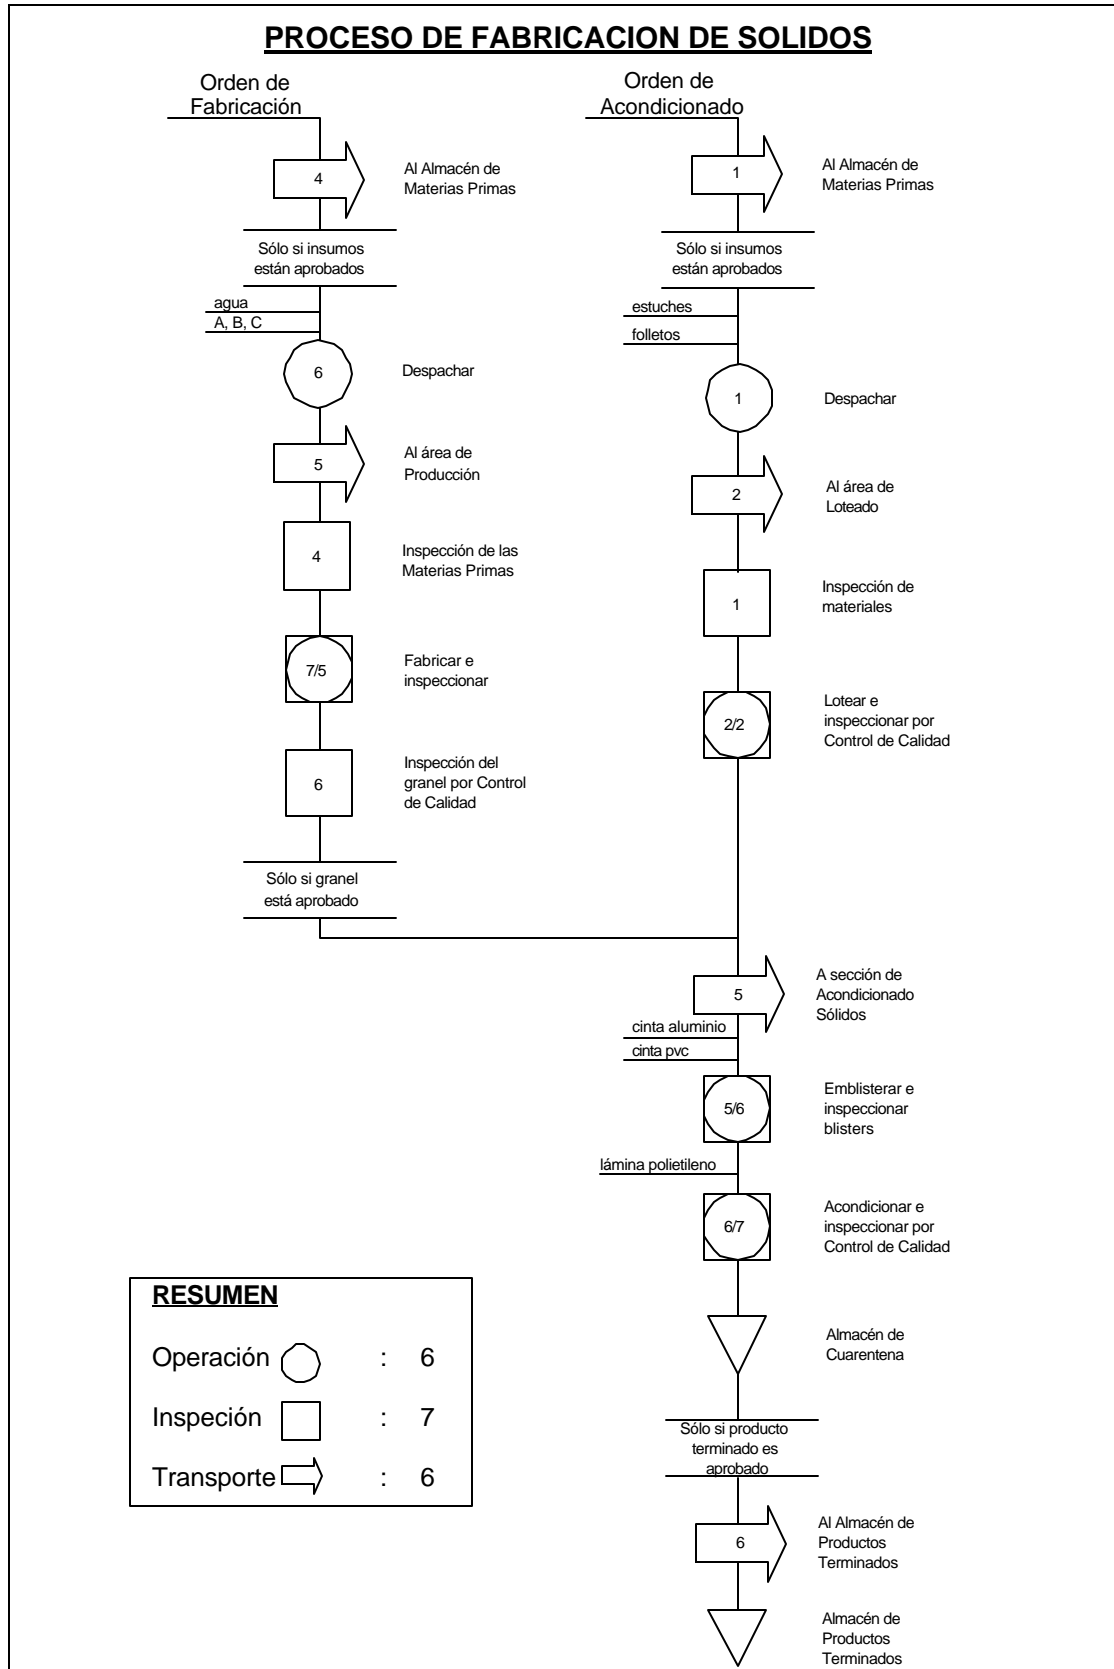 PROCESO DE FABRICACION DE SOLIDOS
Orden de
Fabricación
4
Al Almacén de
Materias Primas
Sólo si insumos
están aprobados
agua
A, B, C
6
Despachar
5
Al área de
Producción
4
Inspección de las
Materias Primas
7/5
Fabricar e
inspeccionar
6
Inspección del
granel por Control
de Calidad
Sólo si granel
está aprobado
Orden de
Acondicionado
1
Al Almacén de
Materias Primas
Sólo si insumos
están aprobados
estuches
folletos
1
Despachar
2
Al área de
Loteado
1
Inspección de
materiales
2/2
Lotear e
inspeccionar por
Control de Calidad
5
A sección de
Acondicionado
Sólidos
cinta aluminio
cinta pvc
5/6
Emblisterar e
inspeccionar
blisters
lámina polietileno
6/7
Acondicionar e
inspeccionar por
Control de Calidad
Almacén de
Cuarentena
Sólo si producto
terminado es
aprobado
6
Al Almacén de
Productos
Terminados
Almacén de
Productos
Terminados
RESUMEN
Operación : 6
Inspeción : 7
Transporte : 6